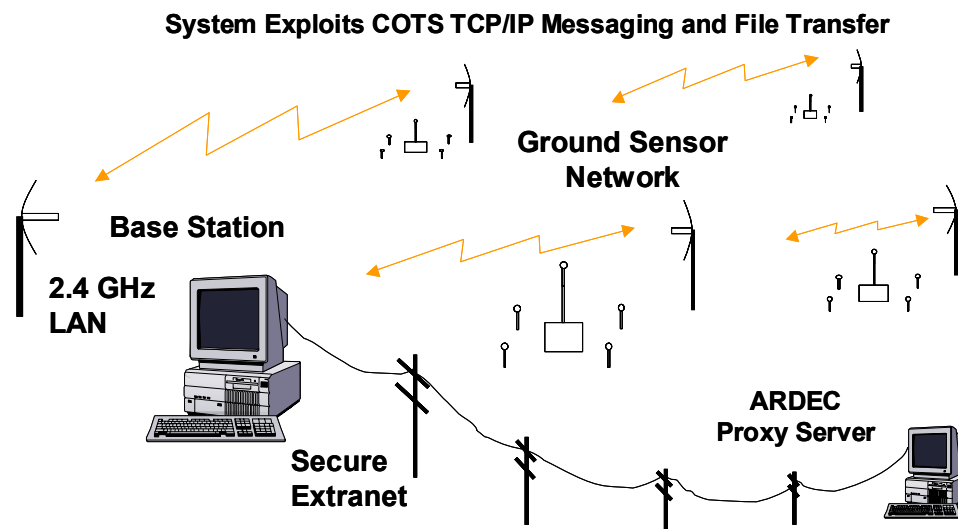 System Exploits COTS TCP/IP Messaging and File Transfer
Ground Sensor
Network
Base Station
2.4 GHz
LAN
ARDEC
Proxy Server
Secure
Extranet